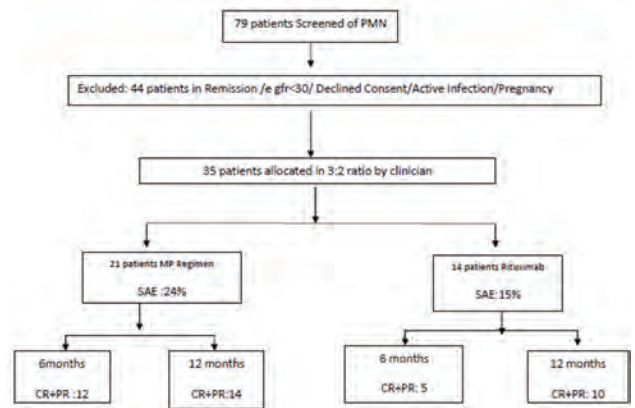 79 patients Screened of PMN
Excluded: 44 patients in Remission /e gfr<30/ Declined Consent/Active Infection/Pregnancy
35 patients allocated in 3:2 ratio by clinician
21 patients MP Regimen
SAE :24%
14 patients Rituximab
SAE:15%
6months
CR+PR :12
12 months
CR+PR:14
6 months
CR+PR: 5
12 months
CR+PR: 10